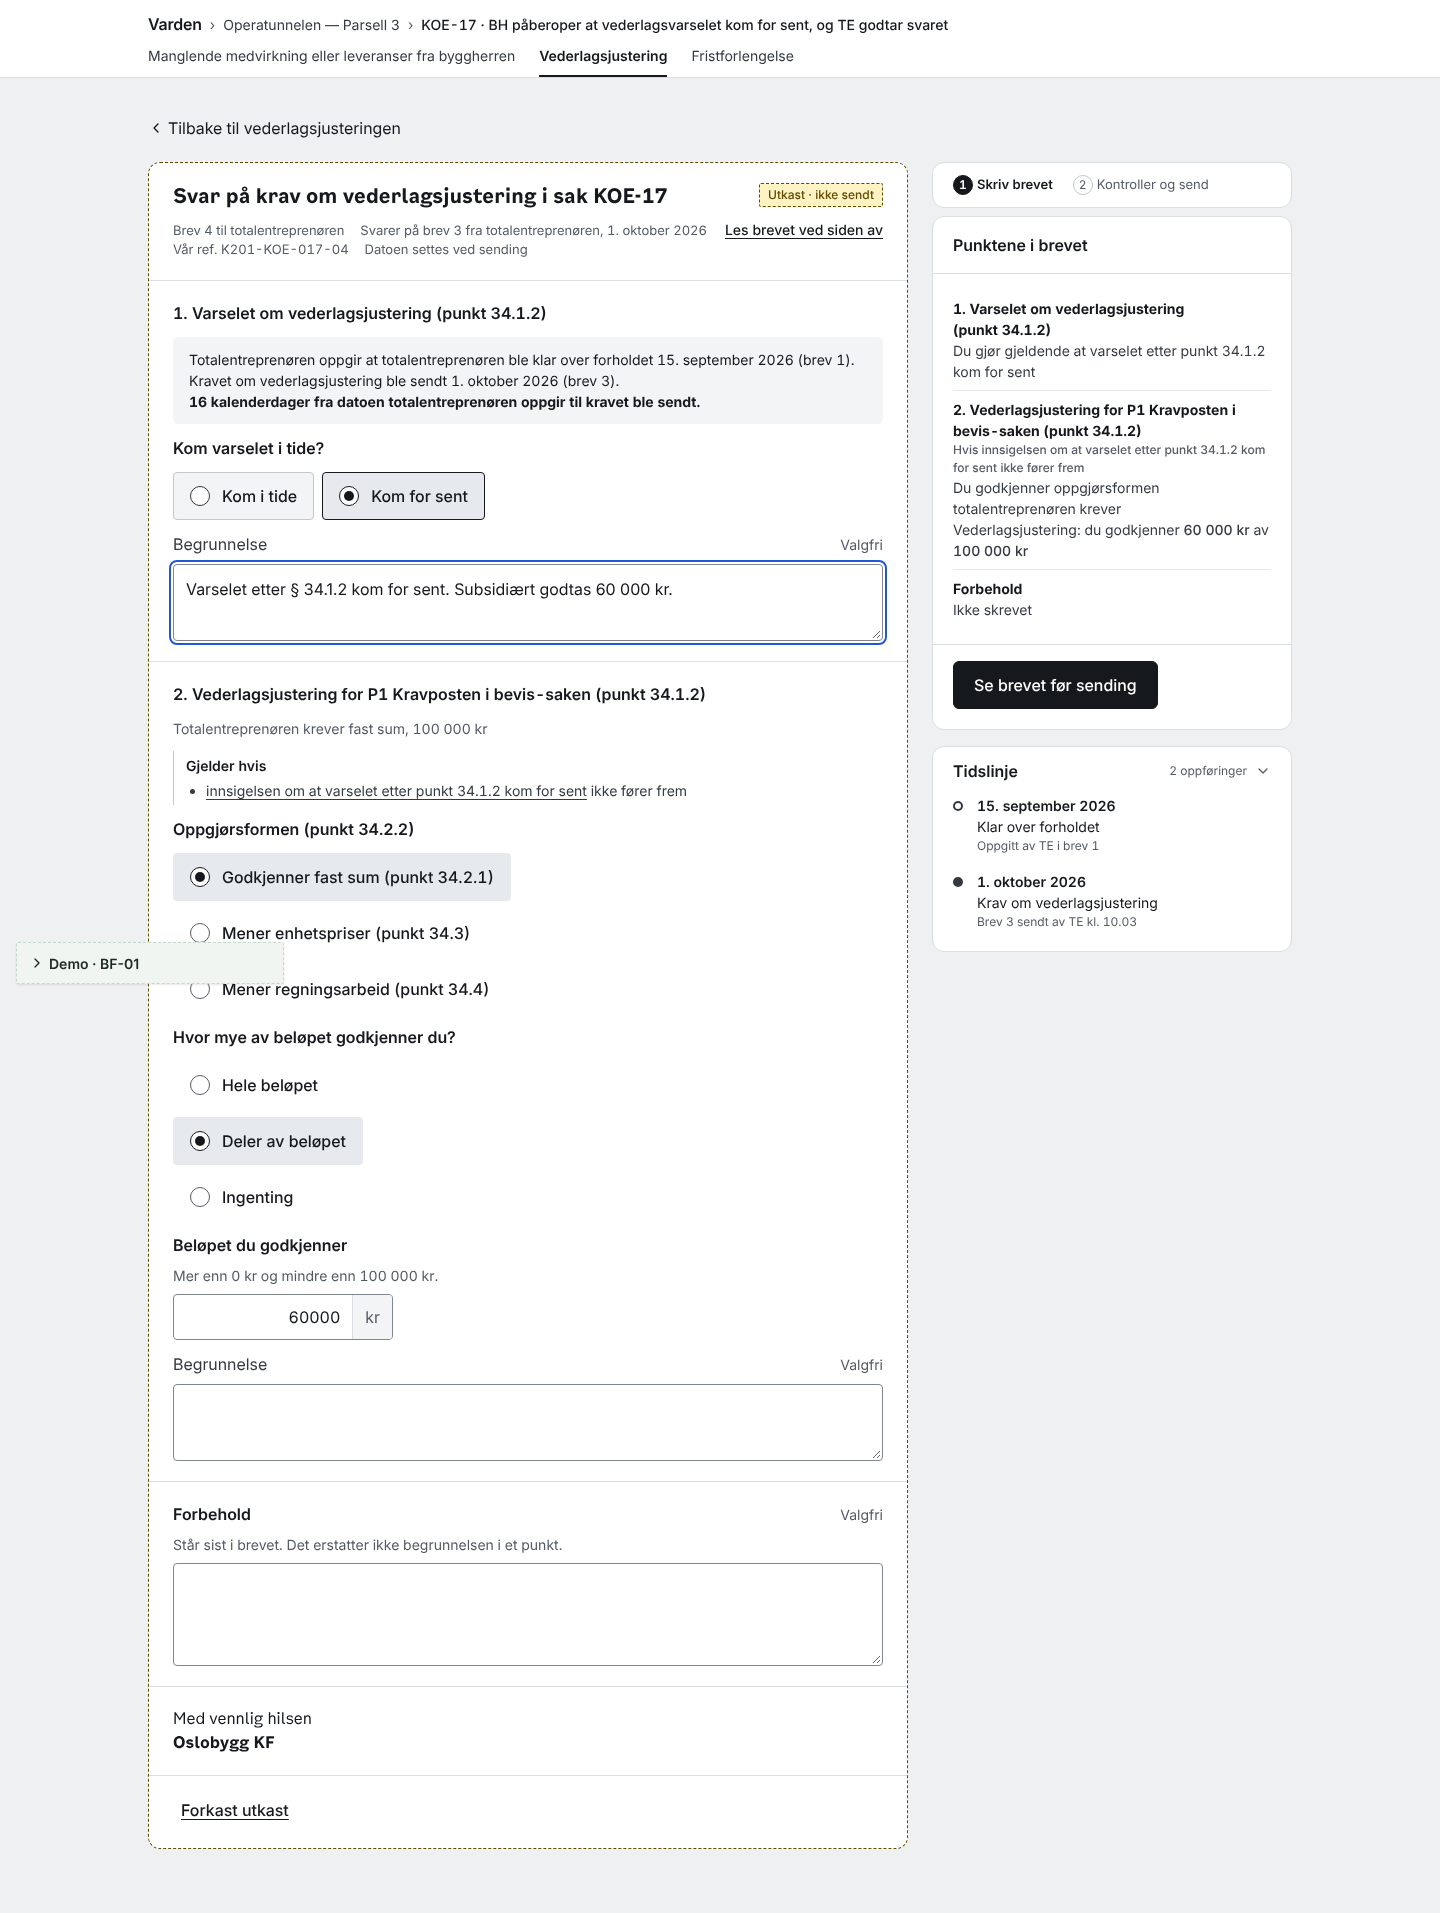 Varden › Operatunnelen — Parsell 3 › KOE-17 · BH påberoper at vederlagsvarselet kom for sent, og TE godtar svaret
Manglende medvirkning eller leveranser fra byggherren Vederlagsjustering Fristforlengelse
Tilbake til vederlagsjusteringen
Svar på krav om vederlagsjustering i sak KOE-17
Utkast · ikke sendt
Brev 4 til totalentreprenøren Svarer på brev 3 fra totalentreprenøren, 1. oktober 2026
Les brevet ved siden av
Vår ref. K201-KOE-017-04 Datoen settes ved sending
1. Varselet om vederlagsjustering (punkt 34.1.2)
Totalentreprenøren oppgir at totalentreprenøren ble klar over forholdet 15. september 2026 (brev 1).
Kravet om vederlagsjustering ble sendt 1. oktober 2026 (brev 3).
16 kalenderdager fra datoen totalentreprenøren oppgir til kravet ble sendt.
Kom varselet i tide?
Kom i tide
Kom for sent
Begrunnelse
Valgfri
Varselet etter § 34.1.2 kom for sent. Subsidiært godtas 60 000 kr.
2. Vederlagsjustering for P1 Kravposten i bevis-saken (punkt 34.1.2)
Totalentreprenøren krever fast sum, 100 000 kr
Gjelder hvis
• innsigelsen om at varselet etter punkt 34.1.2 kom for sent ikke fører frem
Oppgjørsformen (punkt 34.2.2)
Godkjenner fast sum (punkt 34.2.1)
Mener enhetspriser (punkt 34.3)
Demo · BF-01
Mener regningsarbeid (punkt 34.4)
Hvor mye av beløpet godkjenner du?
Hele beløpet
Deler av beløpet
Ingenting
Beløpet du godkjenner
Mer enn 0 kr og mindre enn 100 000 kr.
60000 kr
Begrunnelse
Valgfri
Forbehold
Valgfri
Står sist i brevet. Det erstatter ikke begrunnelsen i et punkt.
Med vennlig hilsen
Oslobygg KF
Forkast utkast
1 Skriv brevet 2 Kontroller og send
Punktene i brevet
1. Varselet om vederlagsjustering
(punkt 34.1.2)
Du gjør gjeldende at varselet etter punkt 34.1.2
kom for sent
2. Vederlagsjustering for P1 Kravposten i
bevis-saken (punkt 34.1.2)
Hvis innsigelsen om at varselet etter punkt 34.1.2 kom
for sent ikke fører frem
Du godkjenner oppgjørsformen
totalentreprenøren krever
Vederlagsjustering: du godkjenner 60 000 kr av
100 000 kr
Forbehold
Ikke skrevet
Se brevet før sending
Tidslinje
2 oppføringer
15. september 2026
Klar over forholdet
Oppgitt av TE i brev 1
1. oktober 2026
Krav om vederlagsjustering
Brev 3 sendt av TE kl. 10.03